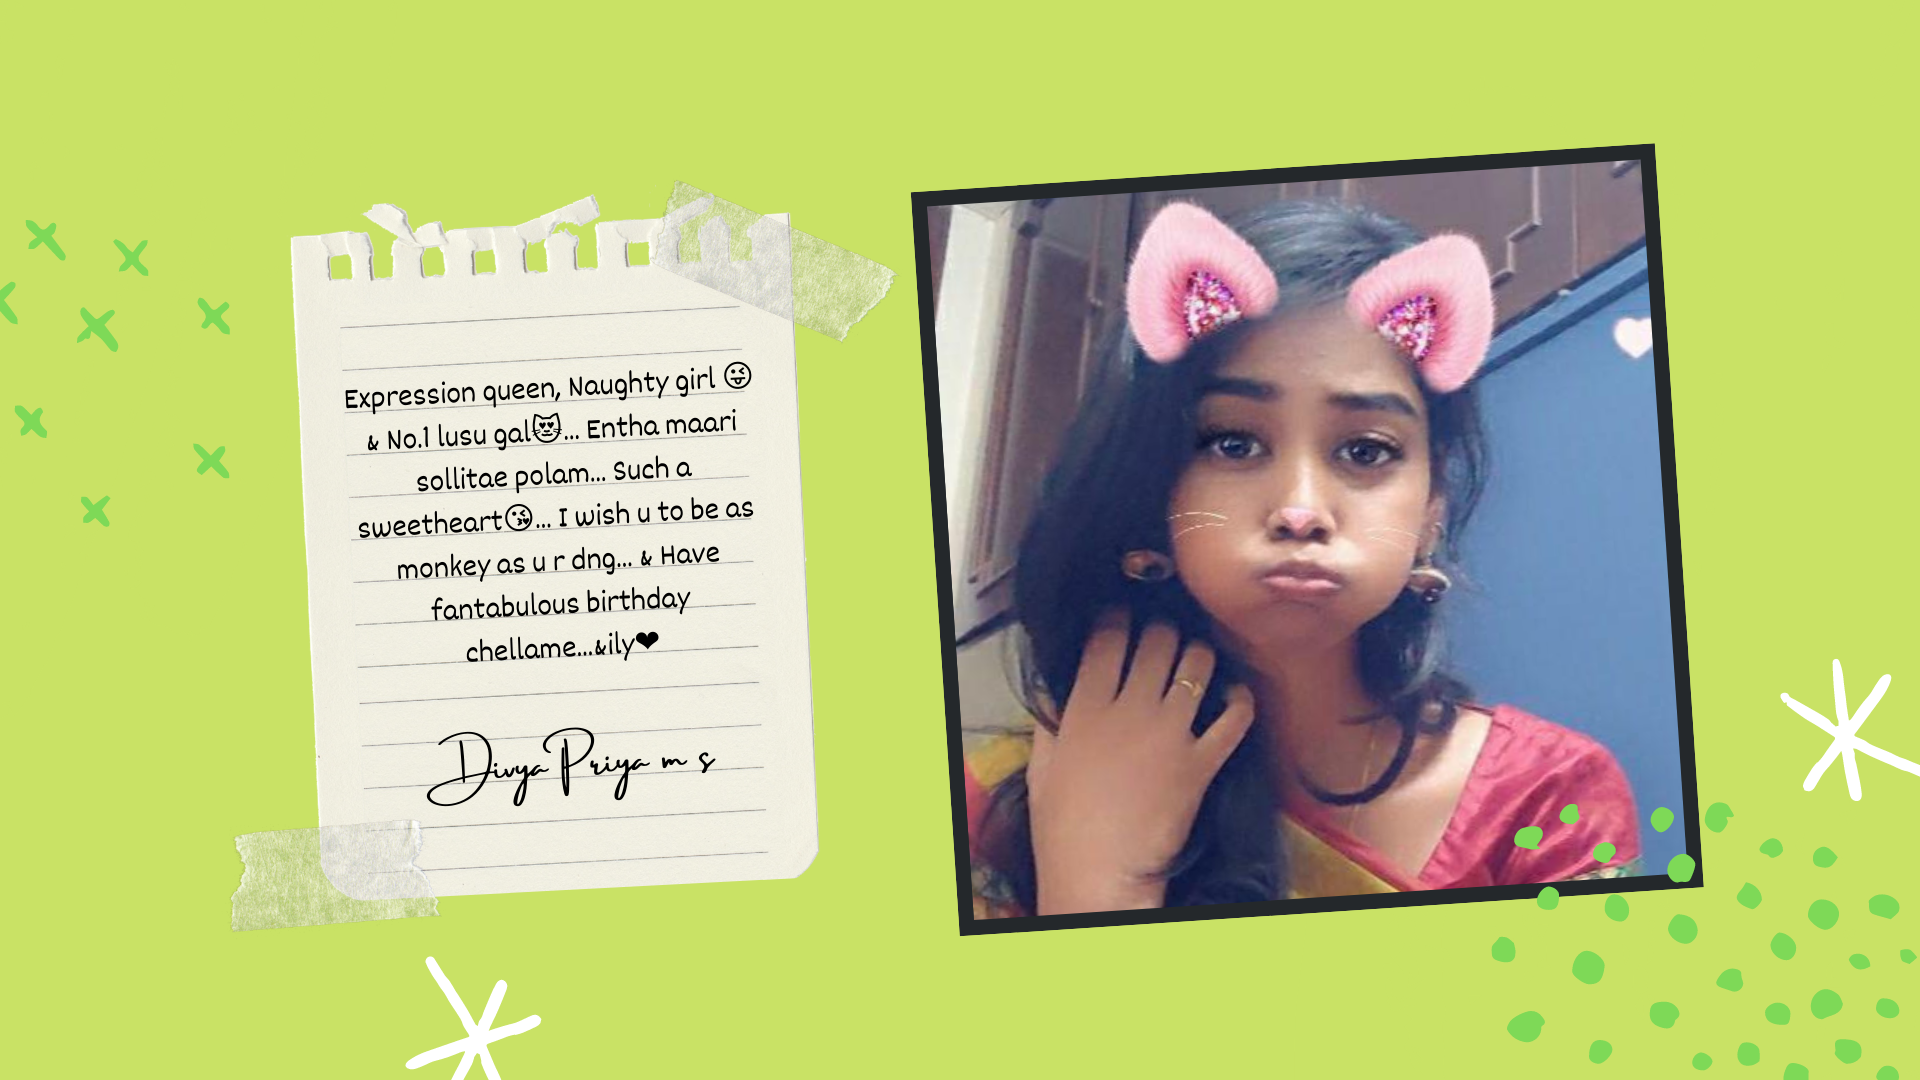 Expression queen, Naughty girl 😜
& No.1 lusu gal😻... Entha maari
sollitae polam... Such a
sweetheart😘... I wish u to be as
monkey as u r dng... & Have
fantabulous birthday
chellame...&ily❤
Divya Priya m s